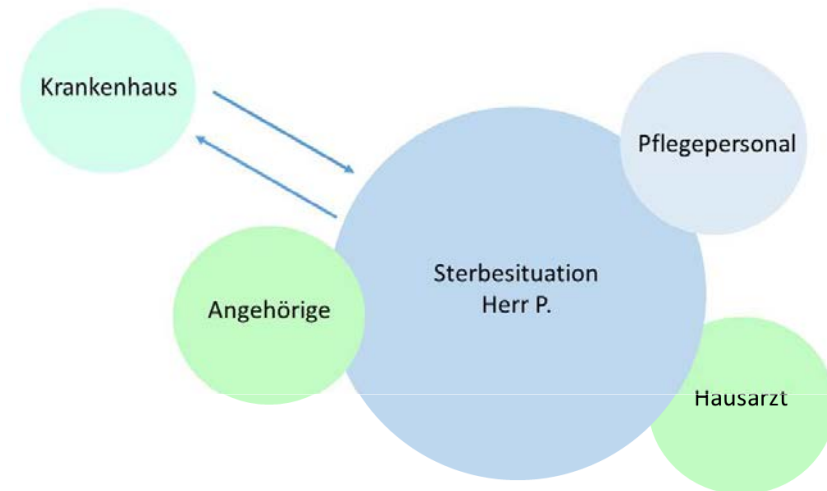 Krankenhaus
Pflegepersonal
Sterbesituation
Herr P.
Angehörige
Hausarzt